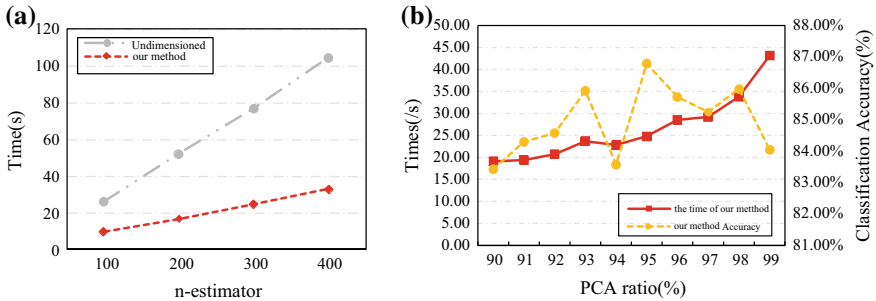 (a)
120
100
80
60
40
20
0
Time(s)
Undimensioned
our method
100 200 300 400
n-estimator
(b)
50.00
45.00
40.00
35.00
30.00
25.00
20.00
15.00
10.00
5.00
0.00
Times(/s)
88.00%
87.00%
86.00%
85.00%
84.00%
83.00%
82.00%
81.00%
Classification Accuracy(%)
the time of our metthod
our method Accuracy
90 91 92 93 94 95 96 97 98 99
PCA ratio(%)